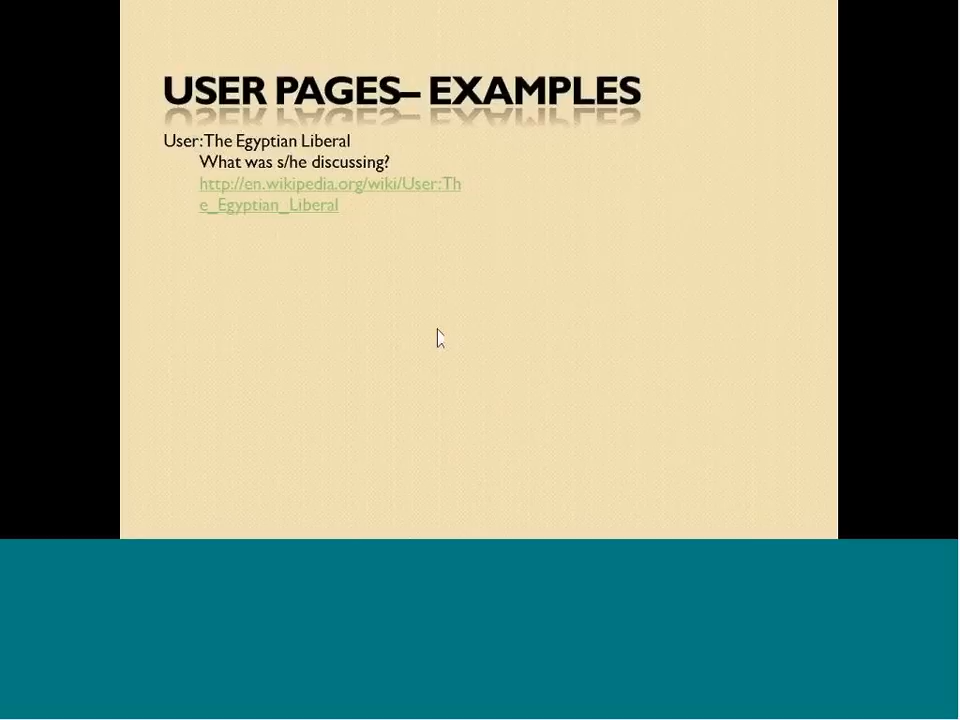 USER PAGES– EXAMPLES
User: The Egyptian Liberal
What was s/he discussing?
http://en.wikipedia.org/wiki/User:Th
e_Egyptian_Liberal